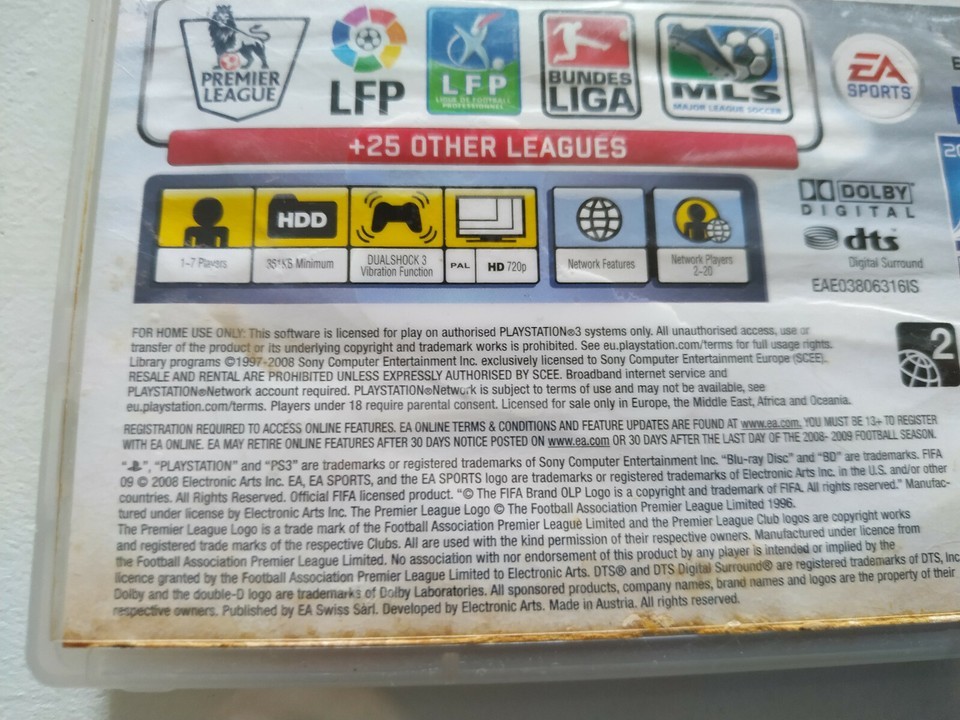 PREMIER
LEAGUE
LFP
LFP
LIGUE DE FOOTBALL
PROFESSIONNEL
BUNDES
LIGA
MLS
MAJOR LEAGUE SOCCER
EA
SPORTS
+25 OTHER LEAGUES
HDD
1-7 Players
351KB Minimum
DUALSHOCK 3
Vibration Function
PAL
HD 720p
Network Features
Network Players
2-20
DOLBY
DIGITAL
dts
Digital Surround
EAE03806316IS
2
FOR HOME USE ONLY: This software is licensed for play on authorised PLAYSTATION®3 systems only. All unauthorised access, use or
transfer of the product or its underlying copyright and trademark works is prohibited. See eu.playstation.com/terms for full usage rights.
Library programs ©1997-2008 Sony Computer Entertainment Inc. exclusively licensed to Sony Computer Entertainment Europe (SCEE).
RESALE AND RENTAL ARE PROHIBITED UNLESS EXPRESSLY AUTHORISED BY SCEE. Broadband internet service and
PLAYSTATION®Network account required. PLAYSTATION®Network is subject to terms of use and may not be available, see
eu.playstation.com/terms. Players under 18 require parental consent. Licensed for sale only in Europe, the Middle East, Africa and Oceania.
REGISTRATION REQUIRED TO ACCESS ONLINE FEATURES. EA ONLINE TERMS & CONDITIONS AND FEATURE UPDATES ARE FOUND AT www.ea.com. YOU MUST BE 13+ TO REGISTER
WITH EA ONLINE. EA MAY RETIRE ONLINE FEATURES AFTER 30 DAYS NOTICE POSTED ON www.ea.com OR 30 DAYS AFTER THE LAST DAY OF THE 2008- 2009 FOOTBALL SEASON.
“ ”, “PLAYSTATION” and “PS3” are trademarks or registered trademarks of Sony Computer Entertainment Inc. “Blu-ray Disc” and “BD” are trademarks. FIFA
09 © 2008 Electronic Arts Inc. EA, EA SPORTS, and the EA SPORTS logo are trademarks or registered trademarks of Electronic Arts Inc. in the U.S. and/or other
countries. All Rights Reserved. Official FIFA licensed product. “© The FIFA Brand OLP Logo is a copyright and trademark of FIFA. All rights reserved.” Manufac-
tured under license by Electronic Arts Inc. The Premier League Logo © The Football Association Premier League Limited 1996.
The Premier League Logo is a trade mark of the Football Association Premier League Limited and the Premier League Club logos are copyright works
and registered trade marks of the respective Clubs. All are used with the kind permission of their respective owners. Manufactured under licence from
the Football Association Premier League Limited. No association with nor endorsement of this product by any player is intended or implied by the
licence granted by the Football Association Premier League Limited to Electronic Arts. DTS® and DTS Digital Surround® are registered trademarks of DTS, Inc
Dolby and the double-D logo are trademarks of Dolby Laboratories. All sponsored products, company names, brand names and logos are the property of their
respective owners. Published by EA Swiss Sàrl. Developed by Electronic Arts. Made in Austria. All rights reserved.